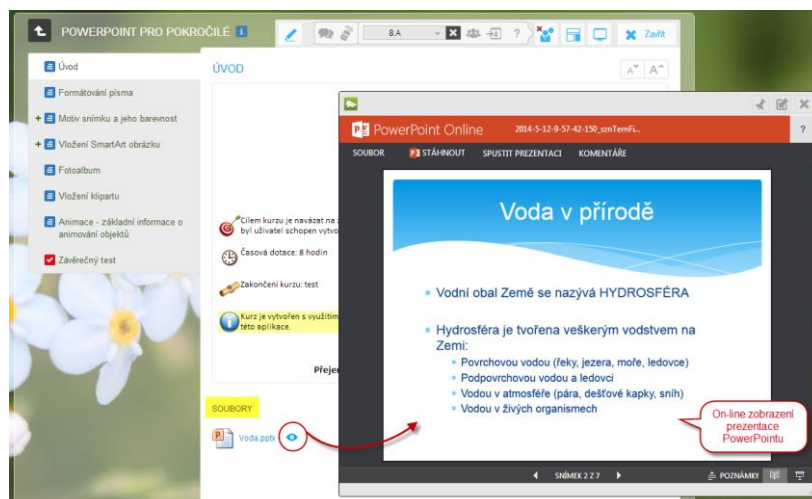 POWERPOINT PRO POKROČILÉ
8.A
?
Zavřít
Úvod
Formátování písma
+ Motiv snímku a jeho barevnost
+ Vložení SmartArt obrázku
Fotoalbum
Vložení klipartu
Animace - základní informace o
animování objektů
Závěrečný test
ÚVOD
A
A
Cílem kurzu je navázat na
byl uživatel schopen
Časová dotace: 8 hodin
Zakončení kurzu: test
Kurz je vytvořen s využitím
této aplikace.
SOUBORY
Voda.pptx
PowerPoint Online
2014-5-12-9-57-42-150_sznTemFi...
?
SOUBOR
STÁHNOUT
SPUSTIT PREZENTACI
KOMENTÁŘE
Voda v přírodě
Vodní obal Země se nazývá HYDROSFÉRA
Hydrosféra je tvořena veškerým vodstvem na
Zemi:
Povrchovou vodou (řeky, jezera, moře, ledovce)
Podpovrchovou vodou a ledovci
Vodou v atmosféře (pára, dešťové kapky, sníh)
Vodou v živých organismech
On-line zobrazení
prezentace
PowerPointu
SNÍMEK 2 Z 7
POZNÁMKY